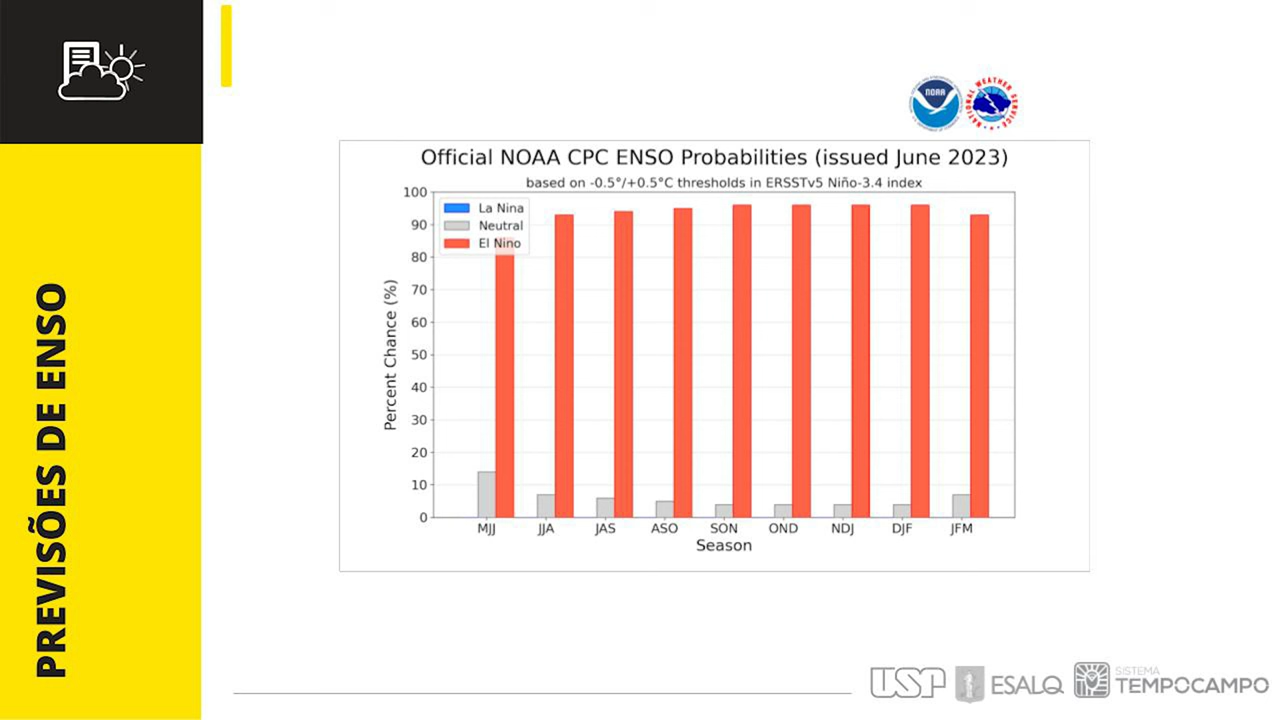 PREVISÕES DE ENSO
NOAA
NATIONAL WEATHER SERVICE
Official NOAA CPC ENSO Probabilities (issued June 2023)
based on -0.5°/+0.5°C thresholds in ERSSTv5 Niño-3.4 index
La Nina
Neutral
El Nino
Percent Chance (%)
100
90
80
70
60
50
40
30
20
10
0
MJJ JJA JAS ASO SON OND NDJ DJF JFM
Season
USP ESALQ SISTEMA
TEMPOCAMPO